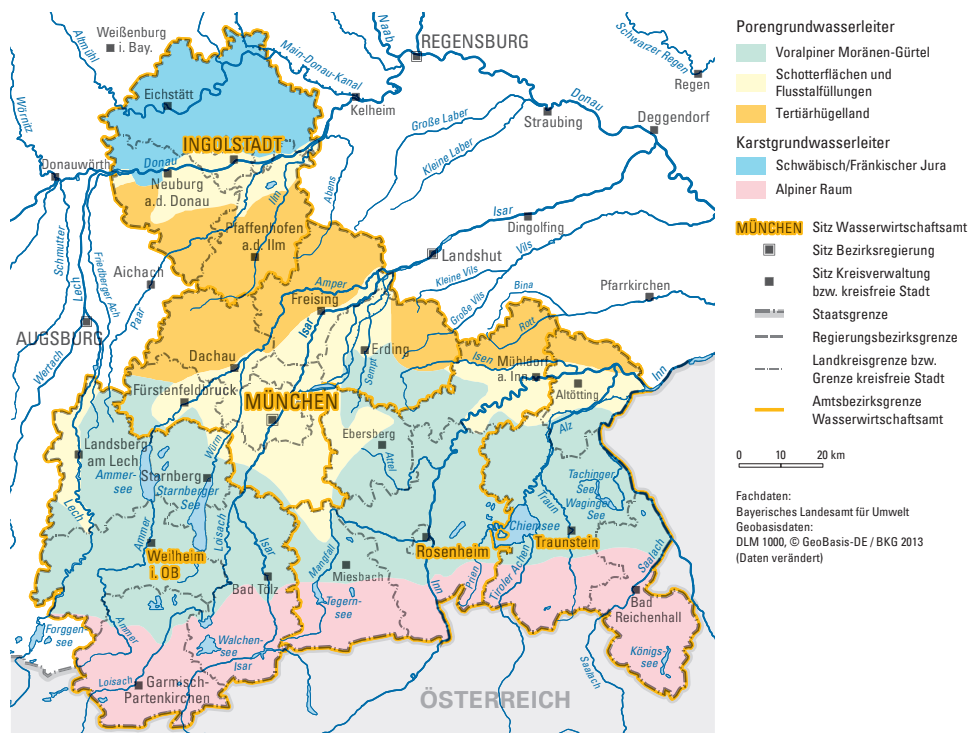 Weißenburg
i. Bay.
Altmühl
Naab
REGENSBURG
Main-Donau-Kanal
Schwarzer Regen
Regen
Eichstätt
Kelheim
Wörnitz
Große Laber
Donau
Straubing
Deggendorf
INGOLSTADT
Kleine Laber
Donauwörth
Donau
Neuburg
a.d. Donau
Ilm
Abens
Isar
Dingolfing
Pfaffenhofen
a.d. Ilm
Schmutter
Lech
Friedberger Ach
Aichach
Paar
Landshut
Vils
Kleine Vils
Amper
Freising
Große Vils
Bina
Pfarrkirchen
AUGSBURG
Isar
Rott
Wertach
Dachau
Erding
Sempt
Isen
Mühldorf
a. Inn
Inn
Fürstenfeldbruck
Altötting
MÜNCHEN
Alz
Landsberg
am Lech
Würm
Ebersberg
Attel
Ammer-
see
Starnberg
Starnberger
See
Tachinger
See
Waginger
See
Traun
Lech
Ammer
Loisach
Isar
Chiemsee
Weilheim
i. OB
Rosenheim
Traunstein
Mangfall
Miesbach
Inn
Prien
Tiroler Achen
Saalach
Bad Tölz
Tegern-
see
Bad
Reichenhall
Forggen-
see
Ammer
Walchen-
see
Isar
Königs-
see
Saalach
Loisach
Garmisch-
Partenkirchen
ÖSTERREICH
Porengrundwasserleiter
Voralpiner Moränen-Gürtel
Schotterflächen und
Flusstalfüllungen
Tertiärhügelland
Karstgrundwasserleiter
Schwäbisch/Fränkischer Jura
Alpiner Raum
MÜNCHEN Sitz Wasserwirtschaftsamt
Sitz Bezirksregierung
Sitz Kreisverwaltung
bzw. kreisfreie Stadt
Staatsgrenze
Regierungsbezirksgrenze
Landkreisgrenze bzw.
Grenze kreisfreie Stadt
Amtsbezirksgrenze
Wasserwirtschaftsamt
0 10 20 km
Fachdaten:
Bayerisches Landesamt für Umwelt
Geobasisdaten:
DLM 1000, © GeoBasis-DE / BKG 2013
(Daten verändert)